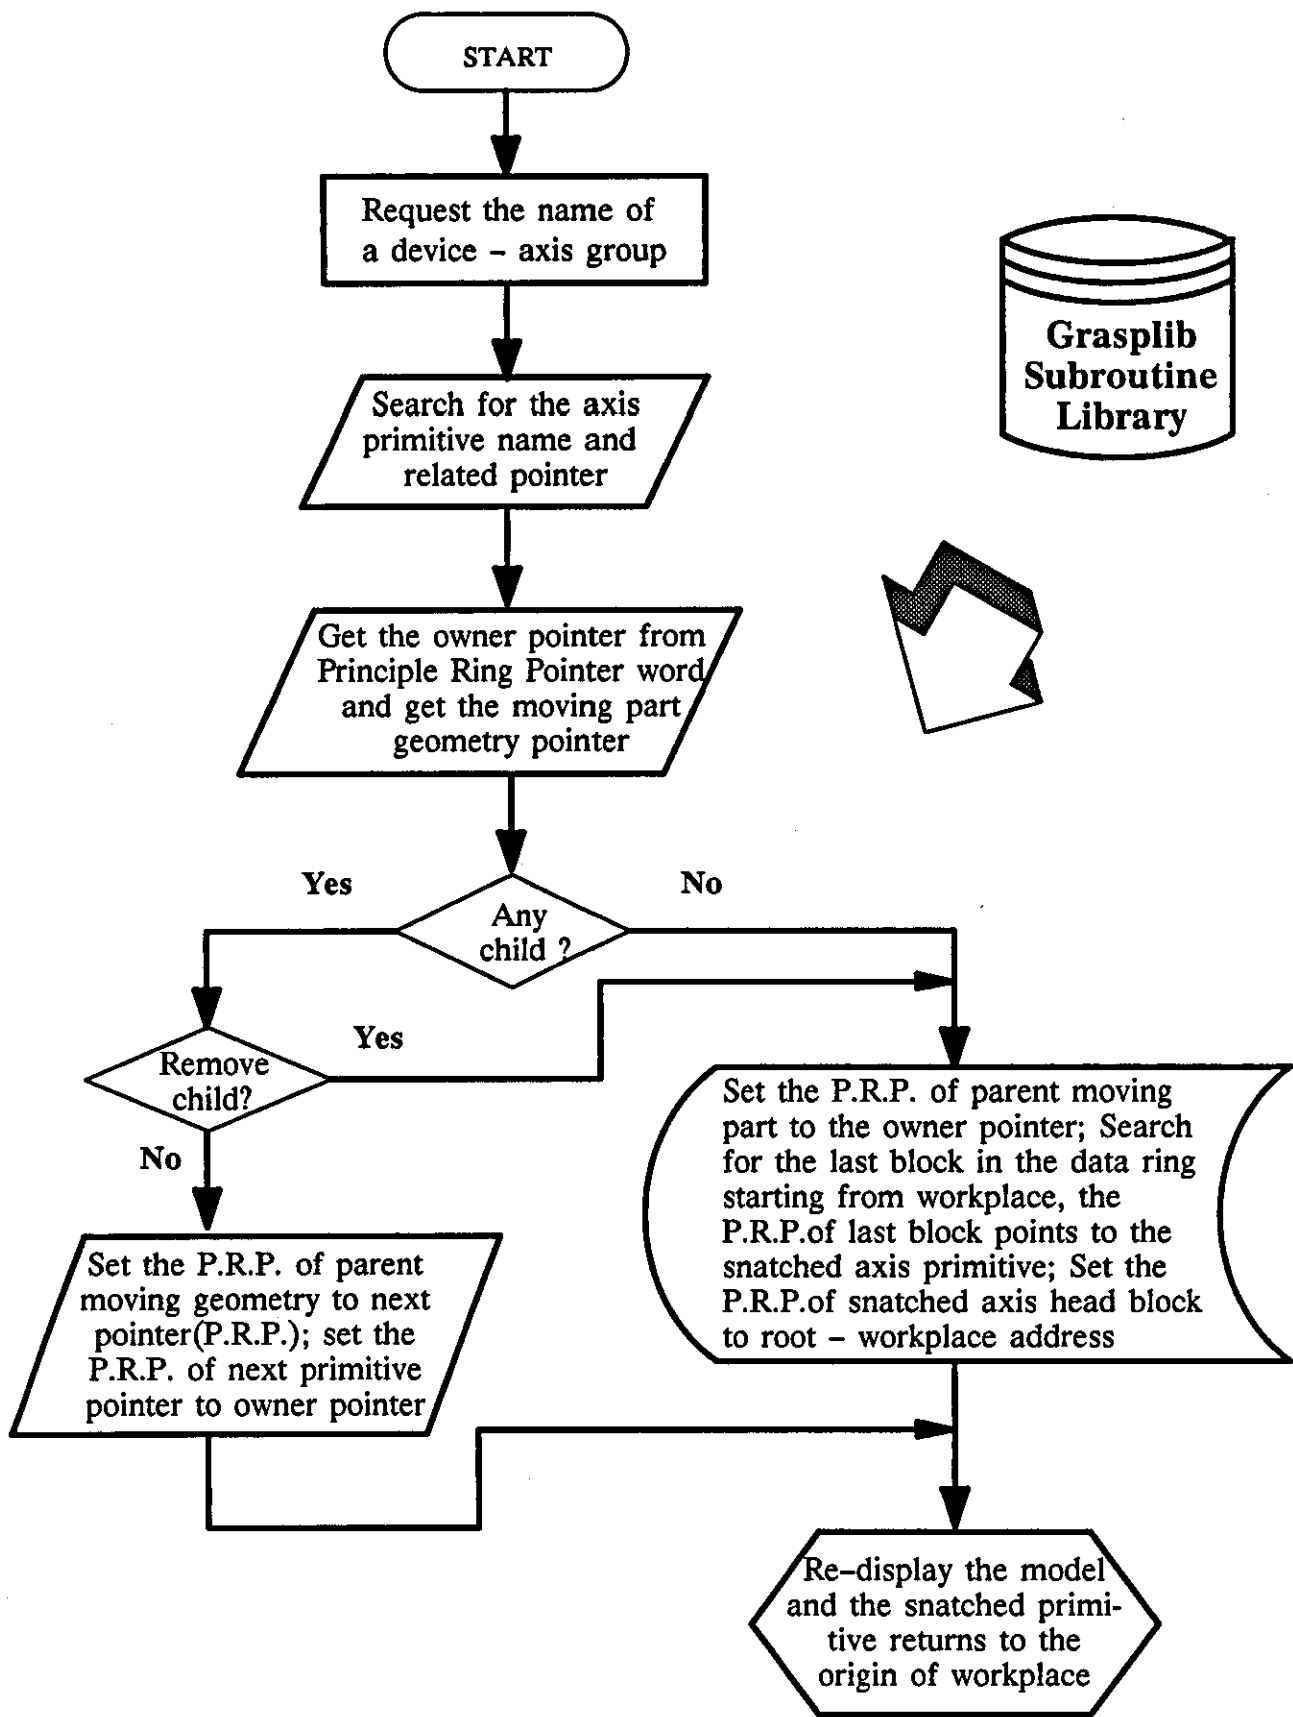 START
Request the name of
a device – axis group
Grasplib
Subroutine
Library
Search for the axis
primitive name and
related pointer
Get the owner pointer from
Principle Ring Pointer word
and get the moving part
geometry pointer
Yes
No
Any
child ?
Yes
Remove
child?
No
Set the P.R.P. of parent moving
part to the owner pointer; Search
for the last block in the data ring
starting from workplace, the
P.R.P.of last block points to the
snatched axis primitive; Set the
P.R.P.of snatched axis head block
to root – workplace address
Set the P.R.P. of parent
moving geometry to next
pointer(P.R.P.); set the
P.R.P. of next primitive
pointer to owner pointer
Re–display the model
and the snatched primi-
tive returns to the
origin of workplace